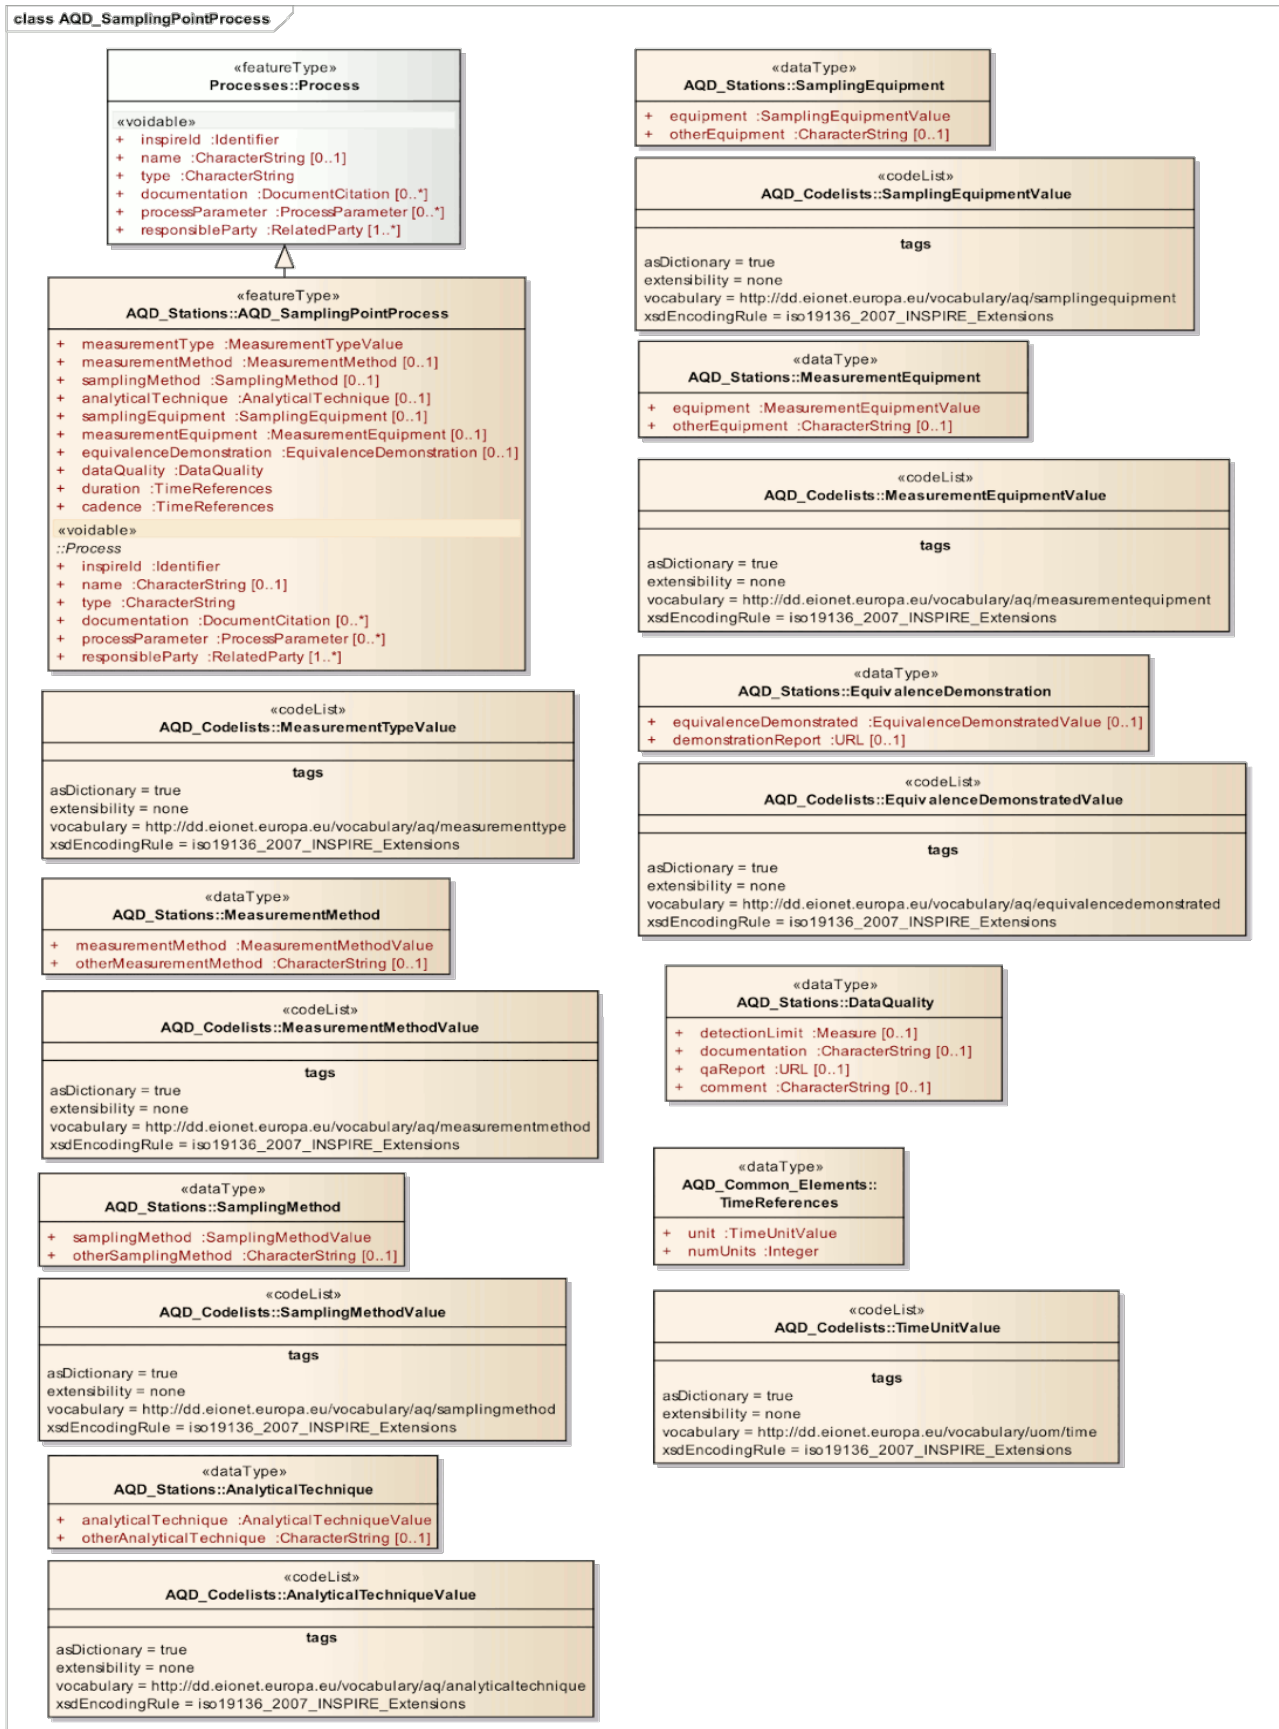 class AQD_SamplingPointProcess
«featureType»
Processes::Process
«voidable»
+ inspireId :Identifier
+ name :CharacterString [0..1]
+ type :CharacterString
+ documentation :DocumentCitation [0..*]
+ processParameter :ProcessParameter [0..*]
+ responsibleParty :RelatedParty [1..*]
«featureType»
AQD_Stations::AQD_SamplingPointProcess
+ measurementType :MeasurementTypeValue
+ measurementMethod :MeasurementMethod [0..1]
+ samplingMethod :SamplingMethod [0..1]
+ analyticalTechnique :AnalyticalTechnique [0..1]
+ samplingEquipment :SamplingEquipment [0..1]
+ measurementEquipment :MeasurementEquipment [0..1]
+ equivalenceDemonstration :EquivalenceDemonstration [0..1]
+ dataQuality :DataQuality
+ duration :TimeReferences
+ cadence :TimeReferences
«voidable»
::Process
+ inspireId :Identifier
+ name :CharacterString [0..1]
+ type :CharacterString
+ documentation :DocumentCitation [0..*]
+ processParameter :ProcessParameter [0..*]
+ responsibleParty :RelatedParty [1..*]
«codeList»
AQD_Codelists::MeasurementTypeValue
tags
asDictionary = true
extensibility = none
vocabulary = http://dd.eionet.europa.eu/vocabulary/aq/measurementtype
xsdEncodingRule = iso19136_2007_INSPIRE_Extensions
«dataType»
AQD_Stations::MeasurementMethod
+ measurementMethod :MeasurementMethodValue
+ otherMeasurementMethod :CharacterString [0..1]
«codeList»
AQD_Codelists::MeasurementMethodValue
tags
asDictionary = true
extensibility = none
vocabulary = http://dd.eionet.europa.eu/vocabulary/aq/measurementmethod
xsdEncodingRule = iso19136_2007_INSPIRE_Extensions
«dataType»
AQD_Stations::SamplingMethod
+ samplingMethod :SamplingMethodValue
+ otherSamplingMethod :CharacterString [0..1]
«codeList»
AQD_Codelists::SamplingMethodValue
tags
asDictionary = true
extensibility = none
vocabulary = http://dd.eionet.europa.eu/vocabulary/aq/samplingmethod
xsdEncodingRule = iso19136_2007_INSPIRE_Extensions
«dataType»
AQD_Stations::AnalyticalTechnique
+ analyticalTechnique :AnalyticalTechniqueValue
+ otherAnalyticalTechnique :CharacterString [0..1]
«codeList»
AQD_Codelists::AnalyticalTechniqueValue
tags
asDictionary = true
extensibility = none
vocabulary = http://dd.eionet.europa.eu/vocabulary/aq/analyticaltechnique
xsdEncodingRule = iso19136_2007_INSPIRE_Extensions
«dataType»
AQD_Stations::SamplingEquipment
+ equipment :SamplingEquipmentValue
+ otherEquipment :CharacterString [0..1]
«codeList»
AQD_Codelists::SamplingEquipmentValue
tags
asDictionary = true
extensibility = none
vocabulary = http://dd.eionet.europa.eu/vocabulary/aq/samplingequipment
xsdEncodingRule = iso19136_2007_INSPIRE_Extensions
«dataType»
AQD_Stations::MeasurementEquipment
+ equipment :MeasurementEquipmentValue
+ otherEquipment :CharacterString [0..1]
«codeList»
AQD_Codelists::MeasurementEquipmentValue
tags
asDictionary = true
extensibility = none
vocabulary = http://dd.eionet.europa.eu/vocabulary/aq/measurementequipment
xsdEncodingRule = iso19136_2007_INSPIRE_Extensions
«dataType»
AQD_Stations::EquivalenceDemonstration
+ equivalenceDemonstrated :EquivalenceDemonstratedValue [0..1]
+ demonstrationReport :URL [0..1]
«codeList»
AQD_Codelists::EquivalenceDemonstratedValue
tags
asDictionary = true
extensibility = none
vocabulary = http://dd.eionet.europa.eu/vocabulary/aq/equivalencedemonstrated
xsdEncodingRule = iso19136_2007_INSPIRE_Extensions
«dataType»
AQD_Stations::DataQuality
+ detectionLimit :Measure [0..1]
+ documentation :CharacterString [0..1]
+ qaReport :URL [0..1]
+ comment :CharacterString [0..1]
«dataType»
AQD_Common_Elements::
TimeReferences
+ unit :TimeUnitValue
+ numUnits :Integer
«codeList»
AQD_Codelists::TimeUnitValue
tags
asDictionary = true
extensibility = none
vocabulary = http://dd.eionet.europa.eu/vocabulary/uom/time
xsdEncodingRule = iso19136_2007_INSPIRE_Extensions